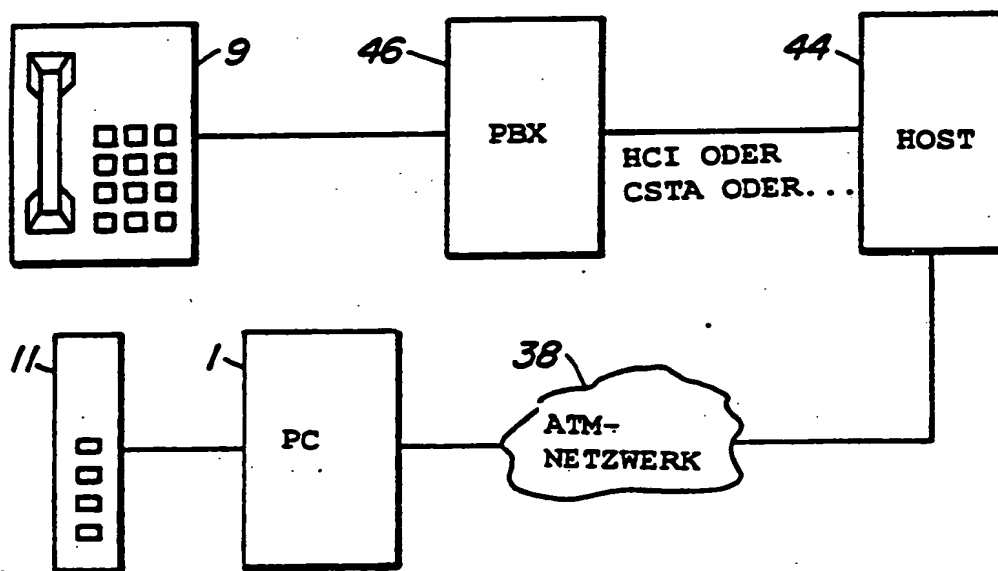 9
46
44
PBX
HOST
HCI ODER
CSTA ODER...
11
1
38
PC
ATM-
NETZWERK